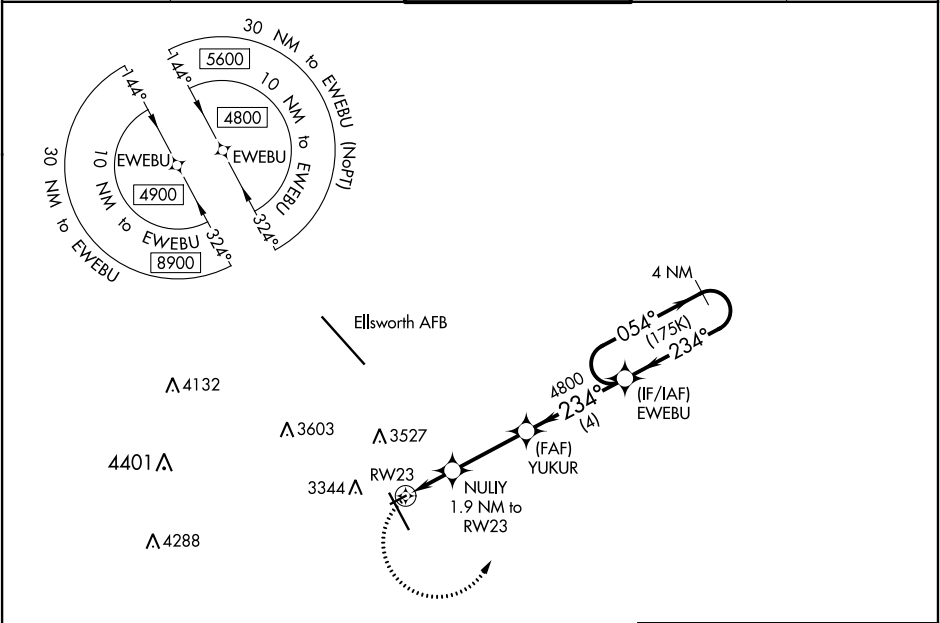 30 NM to EWEBU (NoPT)
5600
144°
10 NM to EWEBU
4800
EWEBU
324°
144°
EWEBU
4900
10 NM to EWEBU
324°
8900
30 NM to EWEBU
4 NM
Ellsworth AFB
054°
(175K)
234°
4132
4800
234°
(4)
(IF/IAF)
EWEBU
3603
3527
(FAF)
YUKUR
4401
RW23
3344
NULIY
1.9 NM to
RW23
4288